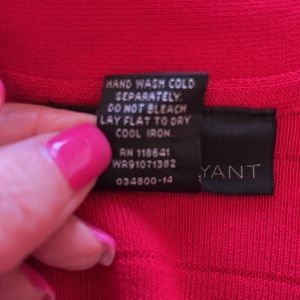 HAND WASH COLD
SEPARATELY.
DO NOT BLEACH
LAY FLAT TO DRY
COOL IRON.
RN 118641
WR91071382
034800-14
YANT